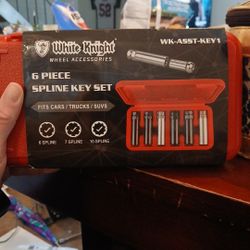 White Knight
WHEEL ACCESSORIES
WK-ASST-KEY1
6 PIECE
SPLINE KEY SET
FITS CARS / TRUCKS / SUVS
6 SPLINE
7 SPLINE
10 SPLINE